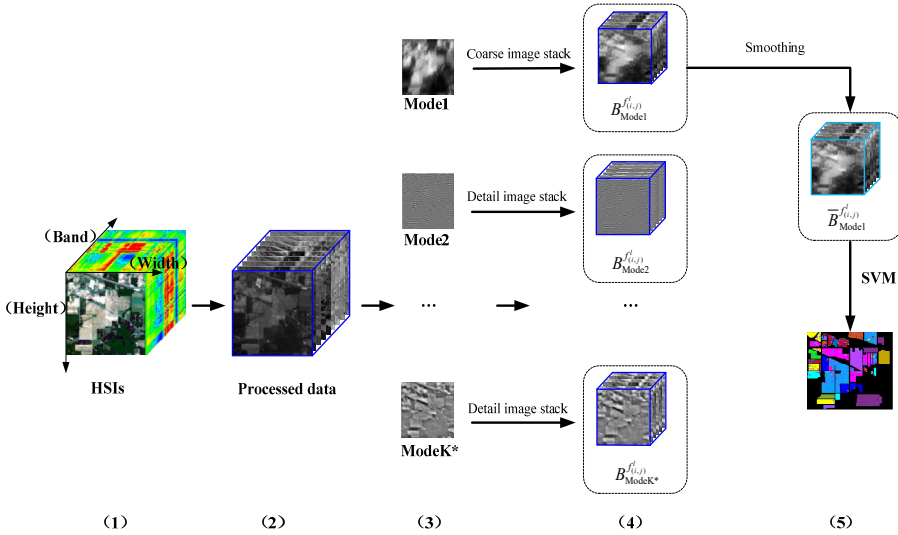 Mode1
Coarse image stack
B^{f^l_{(i,j)}}_{Mode1}
Smoothing
Mode2
Detail image stack
B^{f^l_{(i,j)}}_{Mode2}
\overline{B}^{f^l_{(i,j)}}_{Mode1}
(Band)
(Width)
(Height)
HSIs
Processed data
...
...
SVM
ModeK*
Detail image stack
B^{f^l_{(i,j)}}_{ModeK*}
(1)
(2)
(3)
(4)
(5)